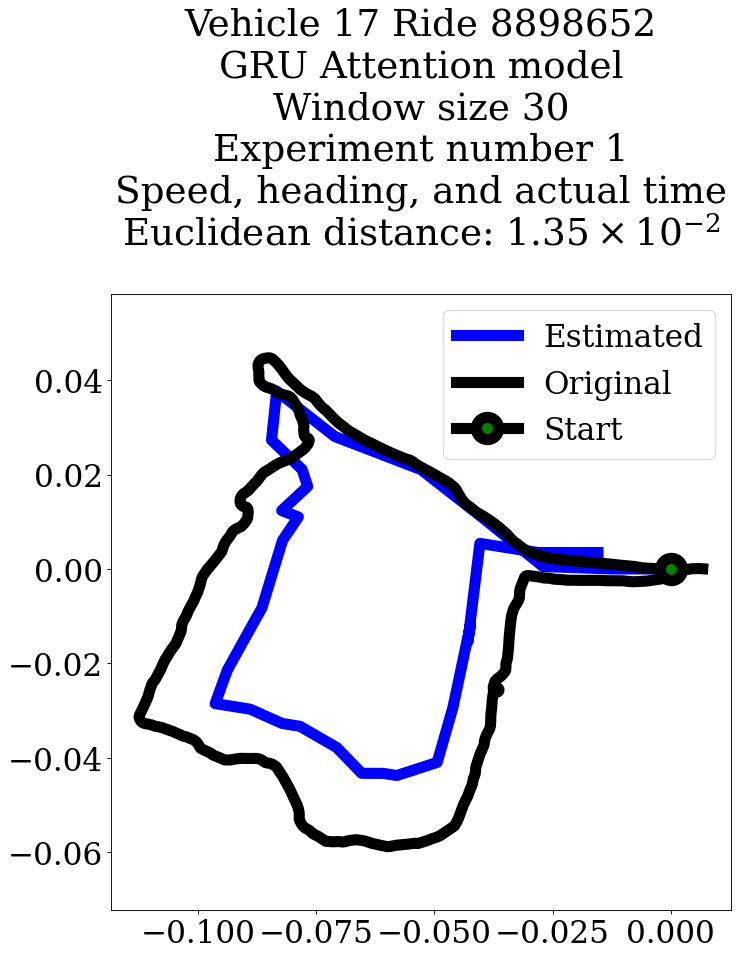 Vehicle 17 Ride 8898652
GRU Attention model
Window size 30
Experiment number 1
Speed, heading, and actual time
Euclidean distance: 1.35 × 10⁻²
Estimated
Original
Start
0.04
0.02
0.00
−0.02
−0.04
−0.06
−0.100 −0.075 −0.050 −0.025 0.000